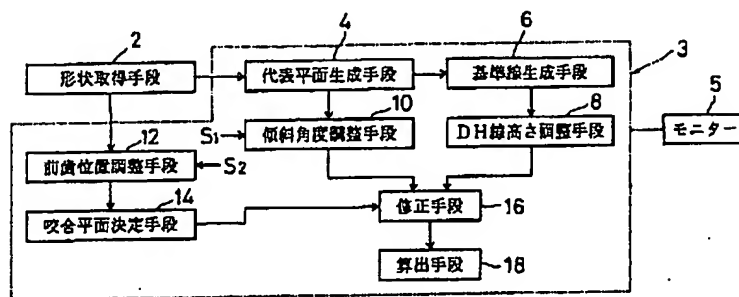 2
形状取得手段
4
代表平面生成手段
6
基準線生成手段
3
5
モニター
S1
10
傾斜角度調整手段
8
DH線高さ調整手段
12
前歯位置調整手段
S2
14
咬合平面決定手段
修正手段
16
算出手段
18